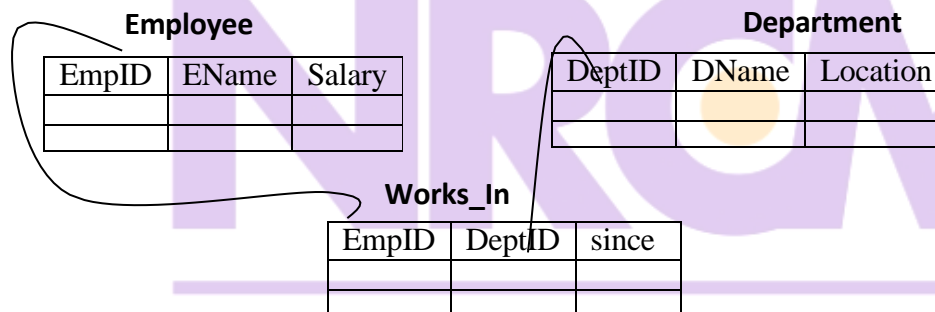 Employee
EmpID EName Salary
Department
DeptID DName Location
Works_In
EmpID DeptID since